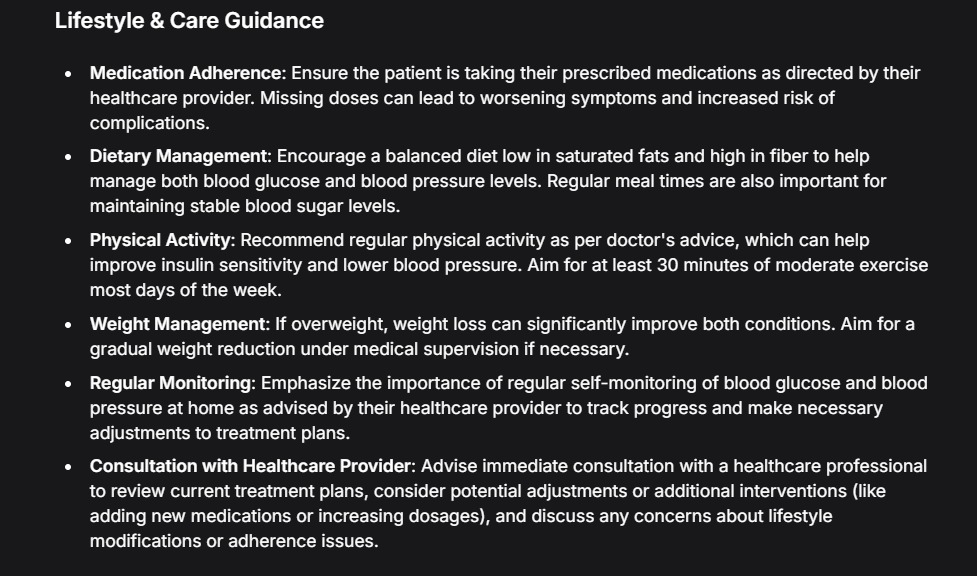 Lifestyle & Care Guidance
• Medication Adherence: Ensure the patient is taking their prescribed medications as directed by their
healthcare provider. Missing doses can lead to worsening symptoms and increased risk of
complications.
• Dietary Management: Encourage a balanced diet low in saturated fats and high in fiber to help
manage both blood glucose and blood pressure levels. Regular meal times are also important for
maintaining stable blood sugar levels.
• Physical Activity: Recommend regular physical activity as per doctor's advice, which can help
improve insulin sensitivity and lower blood pressure. Aim for at least 30 minutes of moderate exercise
most days of the week.
• Weight Management: If overweight, weight loss can significantly improve both conditions. Aim for a
gradual weight reduction under medical supervision if necessary.
• Regular Monitoring: Emphasize the importance of regular self-monitoring of blood glucose and blood
pressure at home as advised by their healthcare provider to track progress and make necessary
adjustments to treatment plans.
• Consultation with Healthcare Provider: Advise immediate consultation with a healthcare professional
to review current treatment plans, consider potential adjustments or additional interventions (like
adding new medications or increasing dosages), and discuss any concerns about lifestyle
modifications or adherence issues.